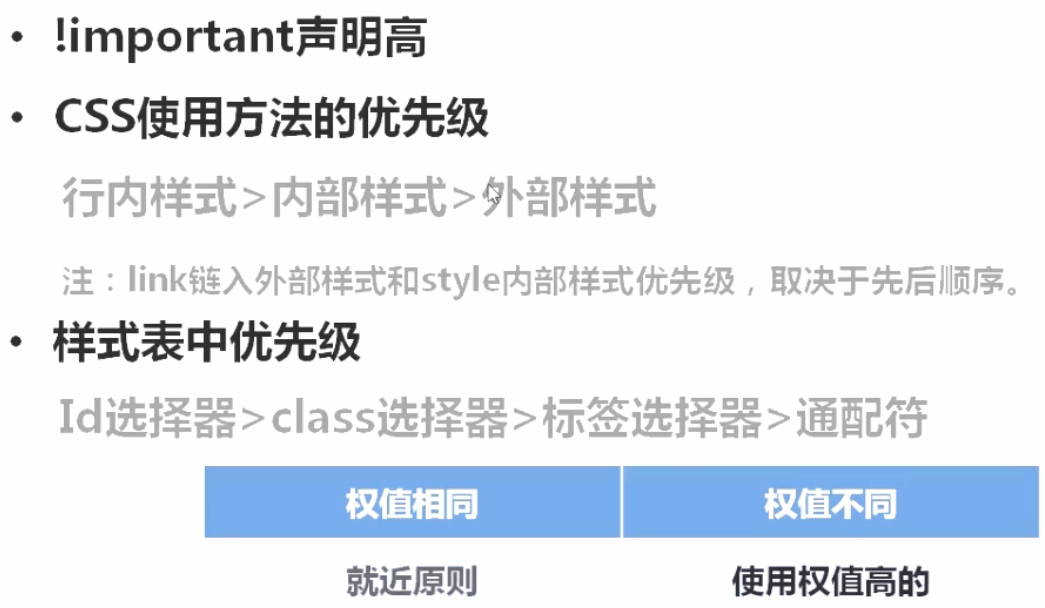 • !important声明高
• CSS使用方法的优先级
行内样式>内部样式>外部样式
注：link链入外部样式和style内部样式优先级，取决于先后顺序。
• 样式表中优先级
Id选择器>class选择器>标签选择器>通配符
权值相同 权值不同
就近原则 使用权值高的